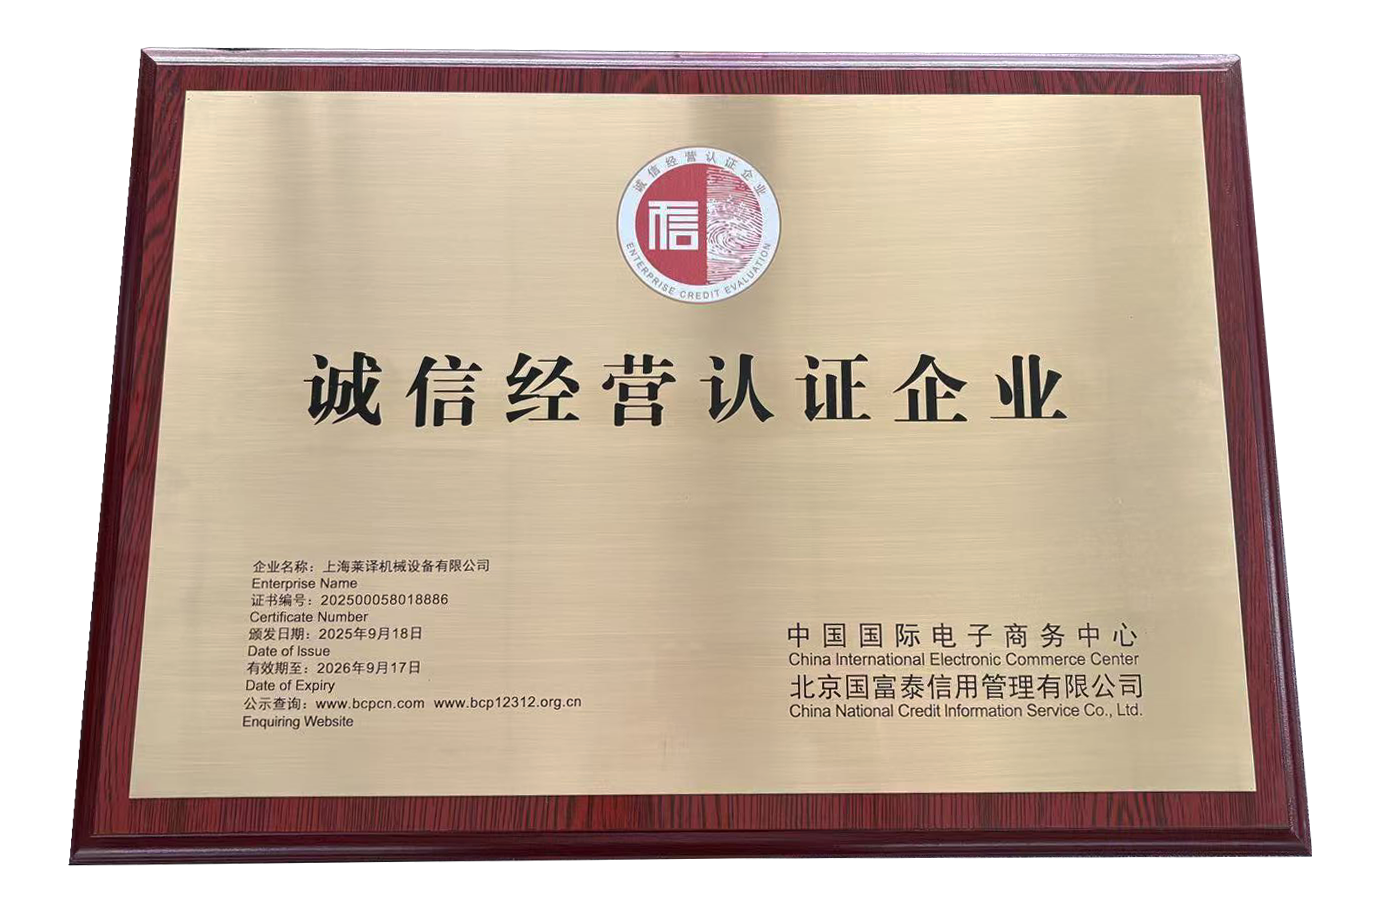 诚信经营认证企业
信
ENTERPRISE CREDIT EVALUATION
诚信经营认证企业
企业名称：上海莱译机械设备有限公司
Enterprise Name
证书编号：202500058018886
Certificate Number
颁发日期：2025年9月18日
Date of Issue
有效期至：2026年9月17日
Date of Expiry
公示查询：www.bcpcn.com www.bcp12312.org.cn
Enquiring Website
中国国际电子商务中心
China International Electronic Commerce Center
北京国富泰信用管理有限公司
China National Credit Information Service Co., Ltd.